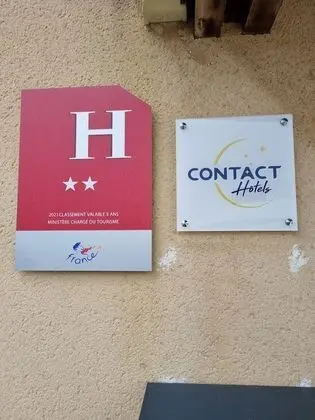 H
2021 CLASSEMENT VALABLE 5 ANS
MINISTÈRE CHARGÉ DU TOURISME
france
CONTACT
Hotels